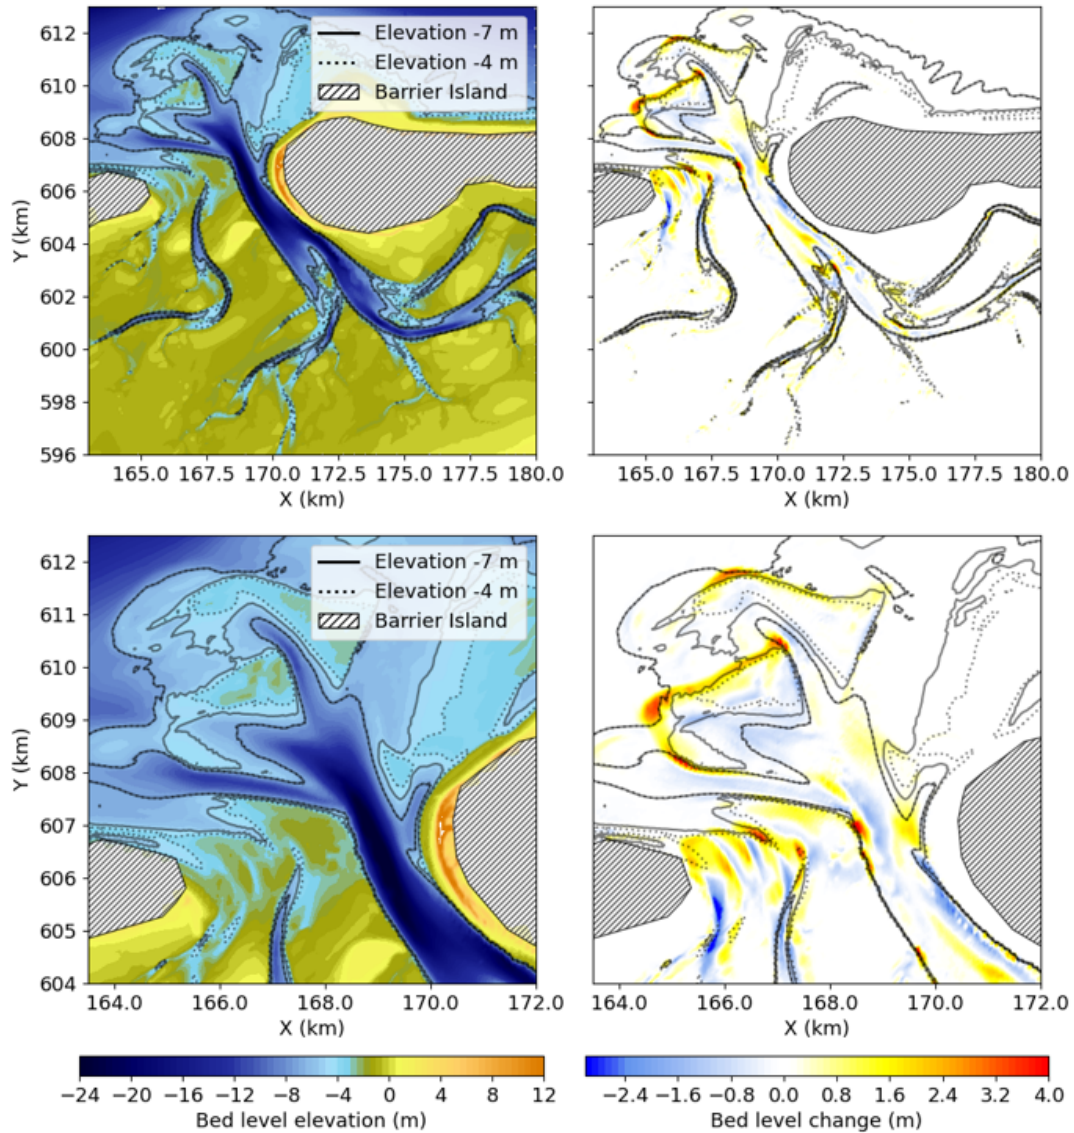 Elevation -7 m
Elevation -4 m
Barrier Island
612
610
608
606
604
602
600
598
596
Y (km)
165.0 167.5 170.0 172.5 175.0 177.5 180.0
X (km)
165.0 167.5 170.0 172.5 175.0 177.5 180.0
X (km)
Elevation -7 m
Elevation -4 m
Barrier Island
612
611
610
609
608
607
606
605
604
Y (km)
164.0 166.0 168.0 170.0 172.0
X (km)
164.0 166.0 168.0 170.0 172.0
X (km)
−24 −20 −16 −12 −8 −4 0 4 8 12
Bed level elevation (m)
−2.4 −1.6 −0.8 0.0 0.8 1.6 2.4 3.2 4.0
Bed level change (m)